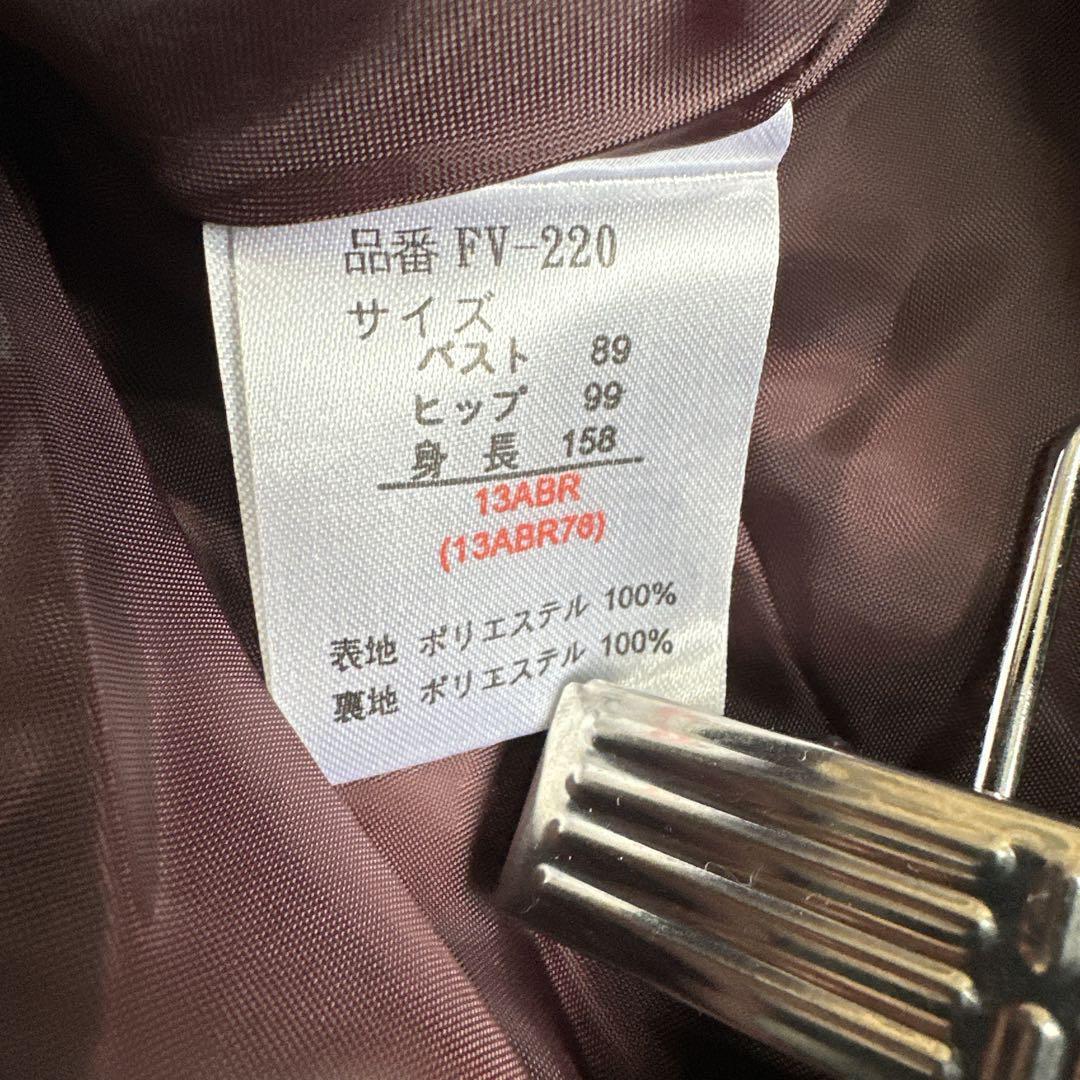 品番 FV-220
サイズ
バスト 89
ヒップ 99
身 長 158
13ABR
(13ABR76)
表地 ポリエステル 100%
裏地 ポリエステル 100%